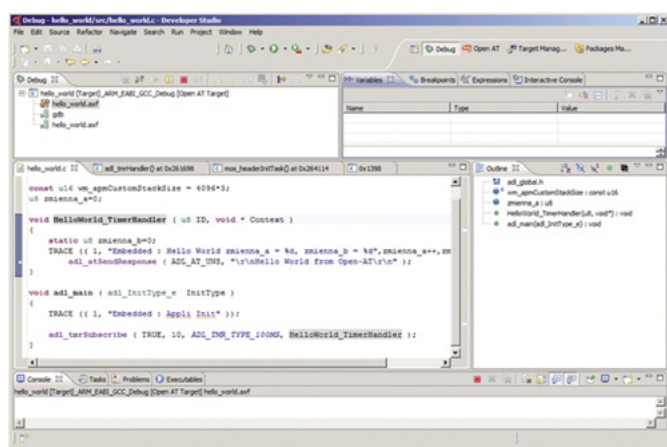 Debug - hello_world/src/hello_world.c - Developer Studio
File Edit Source Refactor Navigate Search Run Project Window Help
Debug Open AT Target Manag... Packages Ma...
Debug
hello_world [Target]_ARM_EABI_GCC_Debug [Open AT Target]
hello_world.axf
gdb
hello_world.axf
Variables Breakpoints Expressions Interactive Console
Name Type Value
hello_world.c adl_tmrHandler() at 0x261698 mos_headerInitTask() at 0x264114 0x1398
const u16 wm_apmCustomStackSize = 4096*3;
u8 zmienna_a=0;
void HelloWorld_TimerHandler ( u8 ID, void * Context )
{
static u8 zmienna_b=0;
TRACE (( 1, "Embedded : Hello World zmienna_a = %d, zmienna_b = %d",zmienna_a++,zm
adl_atSendResponse ( ADL_AT_UNS, "\r\nHello World from Open-AT\r\n" );
}
void adl_main ( adl_InitType_e InitType )
{
TRACE (( 1, "Embedded : Appli Init" ));
adl_tmrSubscribe ( TRUE, 10, ADL_TMR_TYPE_100MS, HelloWorld_TimerHandler );
}
Outline
adl_global.h
wm_apmCustomStackSize : const u16
zmienna_a : u8
HelloWorld_TimerHandler(u8, void*) : void
adl_main(adl_InitType_e) : void
Console Tasks Problems Executables
hello_world [Target]_ARM_EABI_GCC_Debug [Open AT Target] hello_world.axf